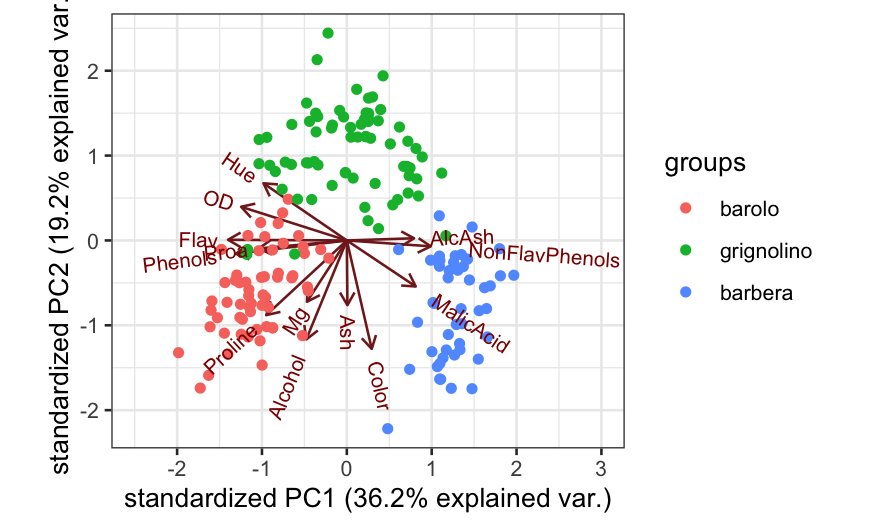 standardized PC2 (19.2% explained var.
2
1
0
-1
-2
Hue
OD
Flav
Proa
Phenols
AlcAsh
NonFlavPhenols
MalicAcid
Proline
Mg
Ash
Alcohol
Color
-2
-1
0
1
2
3
standardized PC1 (36.2% explained var.)
groups
barolo
grignolino
barbera